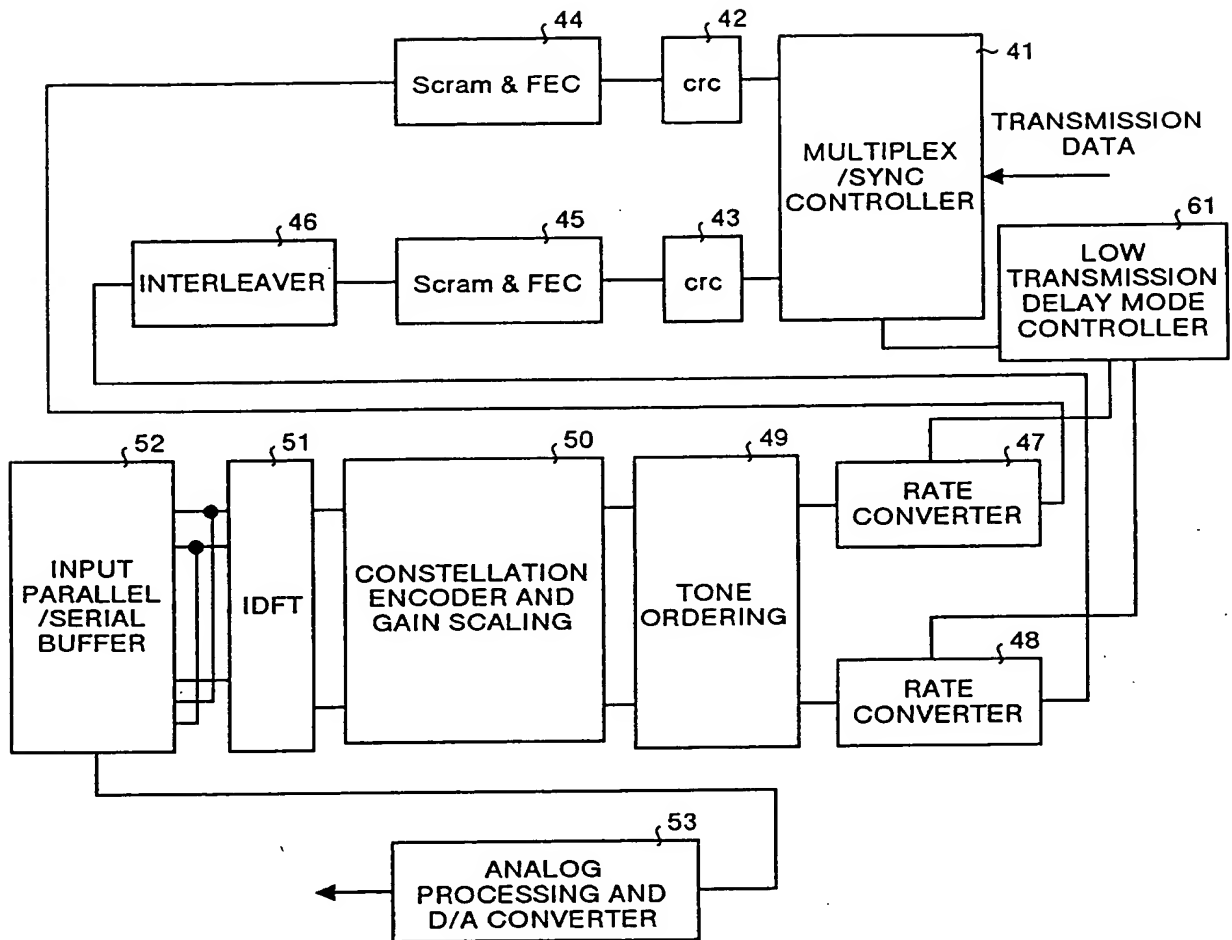 44
42
41
Scram & FEC
crc
MULTIPLEX
/SYNC
CONTROLLER
TRANSMISSION
DATA
46
45
43
61
INTERLEAVER
Scram & FEC
crc
LOW
TRANSMISSION
DELAY MODE
CONTROLLER
52
51
50
49
47
INPUT
PARALLEL
/SERIAL
BUFFER
IDFT
CONSTELLATION
ENCODER AND
GAIN SCALING
TONE
ORDERING
RATE
CONVERTER
48
RATE
CONVERTER
53
ANALOG
PROCESSING AND
D/A CONVERTER